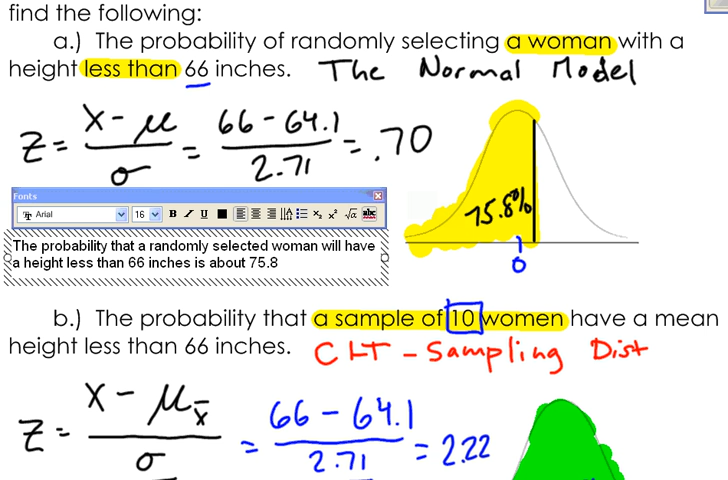 find the following:
a.) The probability of randomly selecting a woman with a
height less than 66 inches. The Normal Model
Z = X - μ / σ = 66 - 64.1 / 2.71 = .70
75.8%
0
Fonts
Arial 16 B I U
The probability that a randomly selected woman will have
a height less than 66 inches is about 75.8
b.) The probability that a sample of 10 women have a mean
height less than 66 inches. CLT - Sampling Dist
Z = X - μx̄ / σ = 66 - 64.1 / 2.71 = 2.22